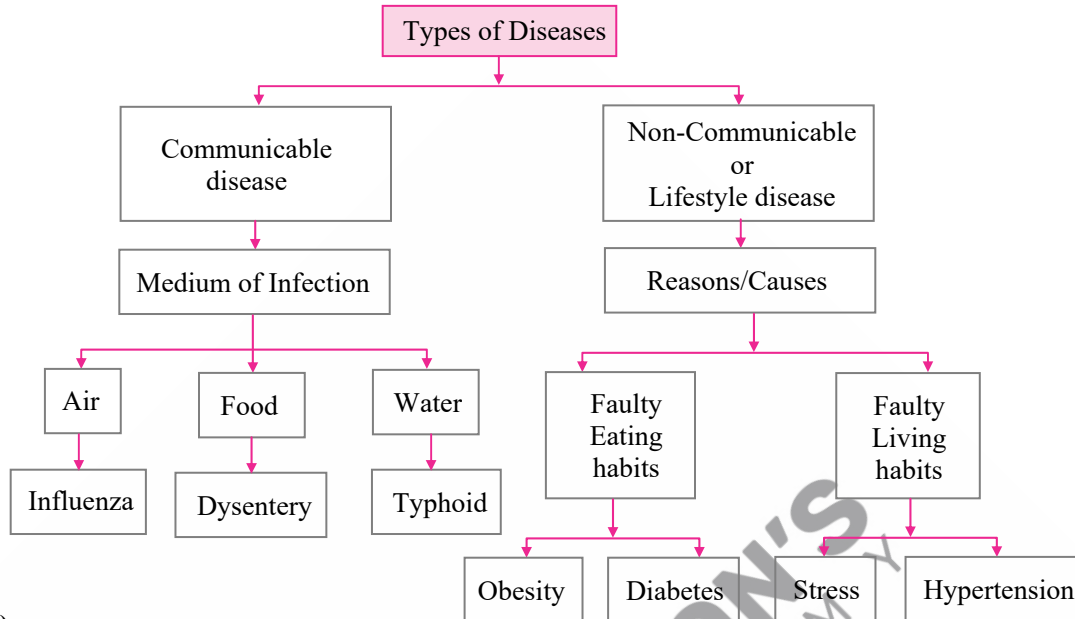 Types of Diseases
Communicable
disease
Non-Communicable
or
Lifestyle disease
Medium of Infection
Reasons/Causes
Air
Food
Water
Faulty
Eating
habits
Faulty
Living
habits
Influenza
Dysentery
Typhoid
Obesity
Diabetes
Stress
Hypertension